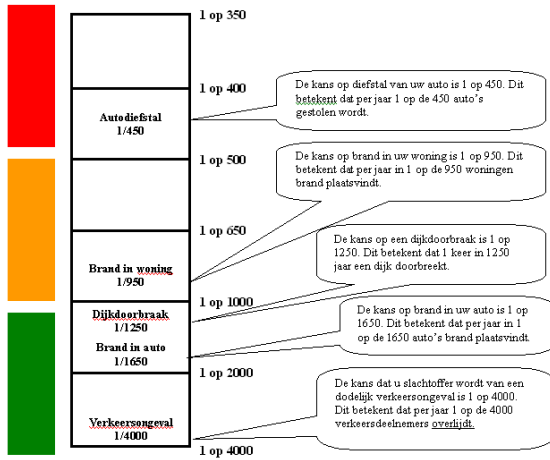 1 op 350
1 op 400
Autodiefstal
1/450
De kans op diefstal van uw auto is 1 op 450. Dit
betekent dat per jaar 1 op de 450 auto's
gestolen wordt.
1 op 500
De kans op brand in uw woning is 1 op 950. Dit
betekent dat per jaar in 1 op de 950 woningen
brand plaatsvindt.
1 op 650
Brand in woning
1/950
De kans op een dijkdoorbraak is 1 op
1250. Dit betekent dat 1 keer in 1250
jaar een dijk doorbreekt.
1 op 1000
Dijkdoorbraak
1/1250
Brand in auto
1/1650
De kans op brand in uw auto is 1 op
1650. Dit betekent dat per jaar in 1
op de 1650 auto's brand plaatsvindt.
1 op 2000
De kans dat u slachtoffer wordt van een
dodelijk verkeersongeval is 1 op 4000.
Dit betekent dat per jaar 1 op de 4000
verkeersdeelnemers overlijdt.
Verkeersongeval
1/4000
1 op 4000